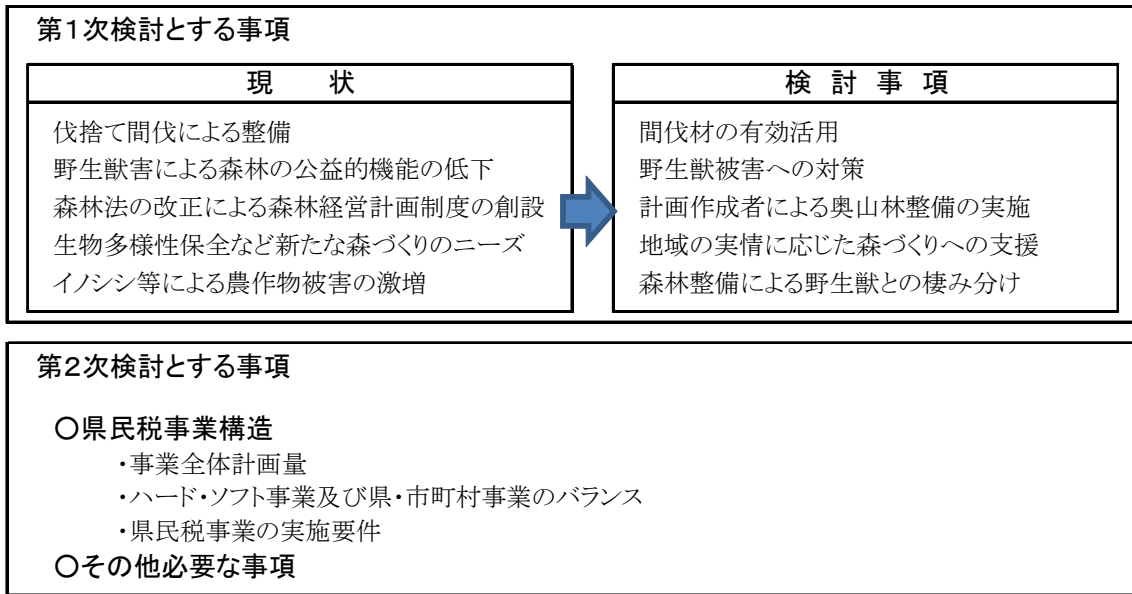 第1次検討とする事項
現　　状
伐捨て間伐による整備
野生獣害による森林の公益的機能の低下
森林法の改正による森林経営計画制度の創設
生物多様性保全など新たな森づくりのニーズ
イノシシ等による農作物被害の激増
検 討 事 項
間伐材の有効活用
野生獣被害への対策
計画作成者による奥山林整備の実施
地域の実情に応じた森づくりへの支援
森林整備による野生獣との棲み分け
第2次検討とする事項
○県民税事業構造
・事業全体計画量
・ハード・ソフト事業及び県・市町村事業のバランス
・県民税事業の実施要件
○その他必要な事項